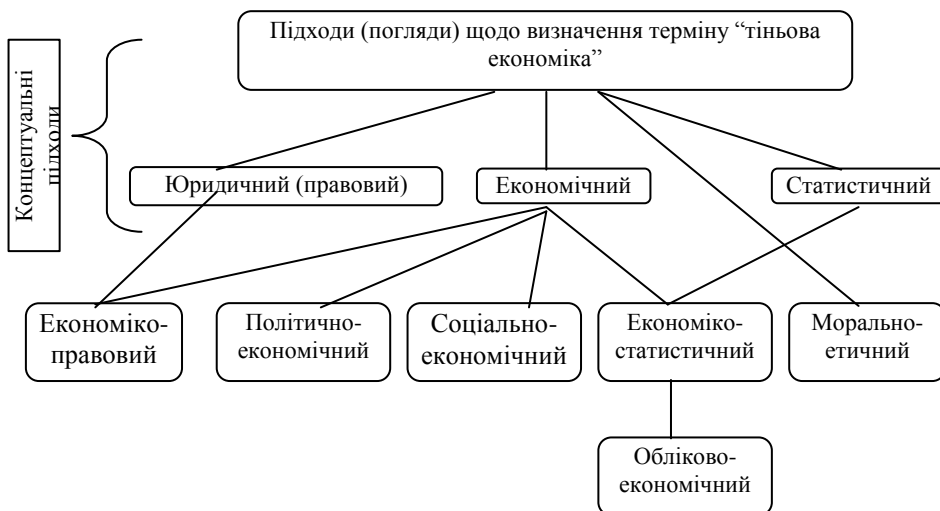 Підходи (погляди) щодо визначення терміну “тіньова
економіка”
Концептуальні
підходи
Юридичний (правовий)
Економічний
Статистичний
Економіко-
правовий
Політично-
економічний
Соціально-
економічний
Економіко-
статистичний
Морально-
етичний
Обліково-
економічний